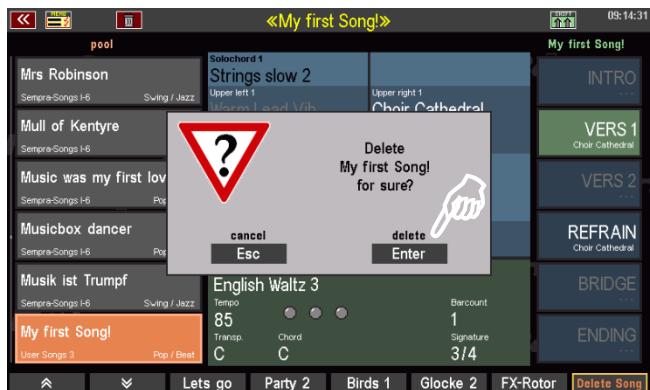 MENU
«My first Song!»
SHIFT
09:14:31
pool
My first Song!
Mrs Robinson
Sempra-Songs I-6 Swing / Jazz
Mull of Kentyre
Sempra-Songs I-6
Music was my first lov
Sempra-Songs I-6 Pop
Musicbox dancer
Sempra-Songs I-6 Pop
Musik ist Trumpf
Sempra-Songs I-6 Swing / Jazz
My first Song!
User Songs 3 Pop / Beat
Solochord 1
Strings slow 2
Upper left 1 Upper right 1
Warm Lead Vib Choir Cathedral
?
Delete
My first Song!
for sure?
cancel delete
Esc Enter
English Waltz 3
Tempo Barcount
85 1
Transp. Chord Signature
C C 3/4
INTRO
---
VERS 1
Choir Cathedral
VERS 2
---
REFRAIN
Choir Cathedral
BRIDGE
---
ENDING
---
Lets go Party 2 Birds 1 Glocke 2 FX-Rotor Delete Song